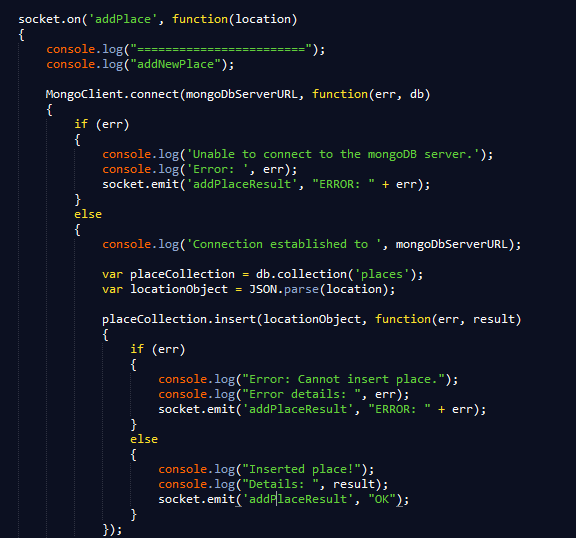 socket.on('addPlace', function(location)
{
    console.log("========================");
    console.log("addNewPlace");

    MongoClient.connect(mongoDbServerURL, function(err, db)
    {
        if (err)
        {
            console.log('Unable to connect to the mongoDB server.');
            console.log('Error: ', err);
            socket.emit('addPlaceResult', "ERROR: " + err);
        }
        else
        {
            console.log('Connection established to ', mongoDbServerURL);

            var placeCollection = db.collection('places');
            var locationObject = JSON.parse(location);

            placeCollection.insert(locationObject, function(err, result)
            {
                if (err)
                {
                    console.log("Error: Cannot insert place.");
                    console.log("Error details: ", err);
                    socket.emit('addPlaceResult', "ERROR: " + err);
                }
                else
                {
                    console.log("Inserted place!");
                    console.log("Details: ", result);
                    socket.emit('addPlaceResult', "OK");
                }
            });